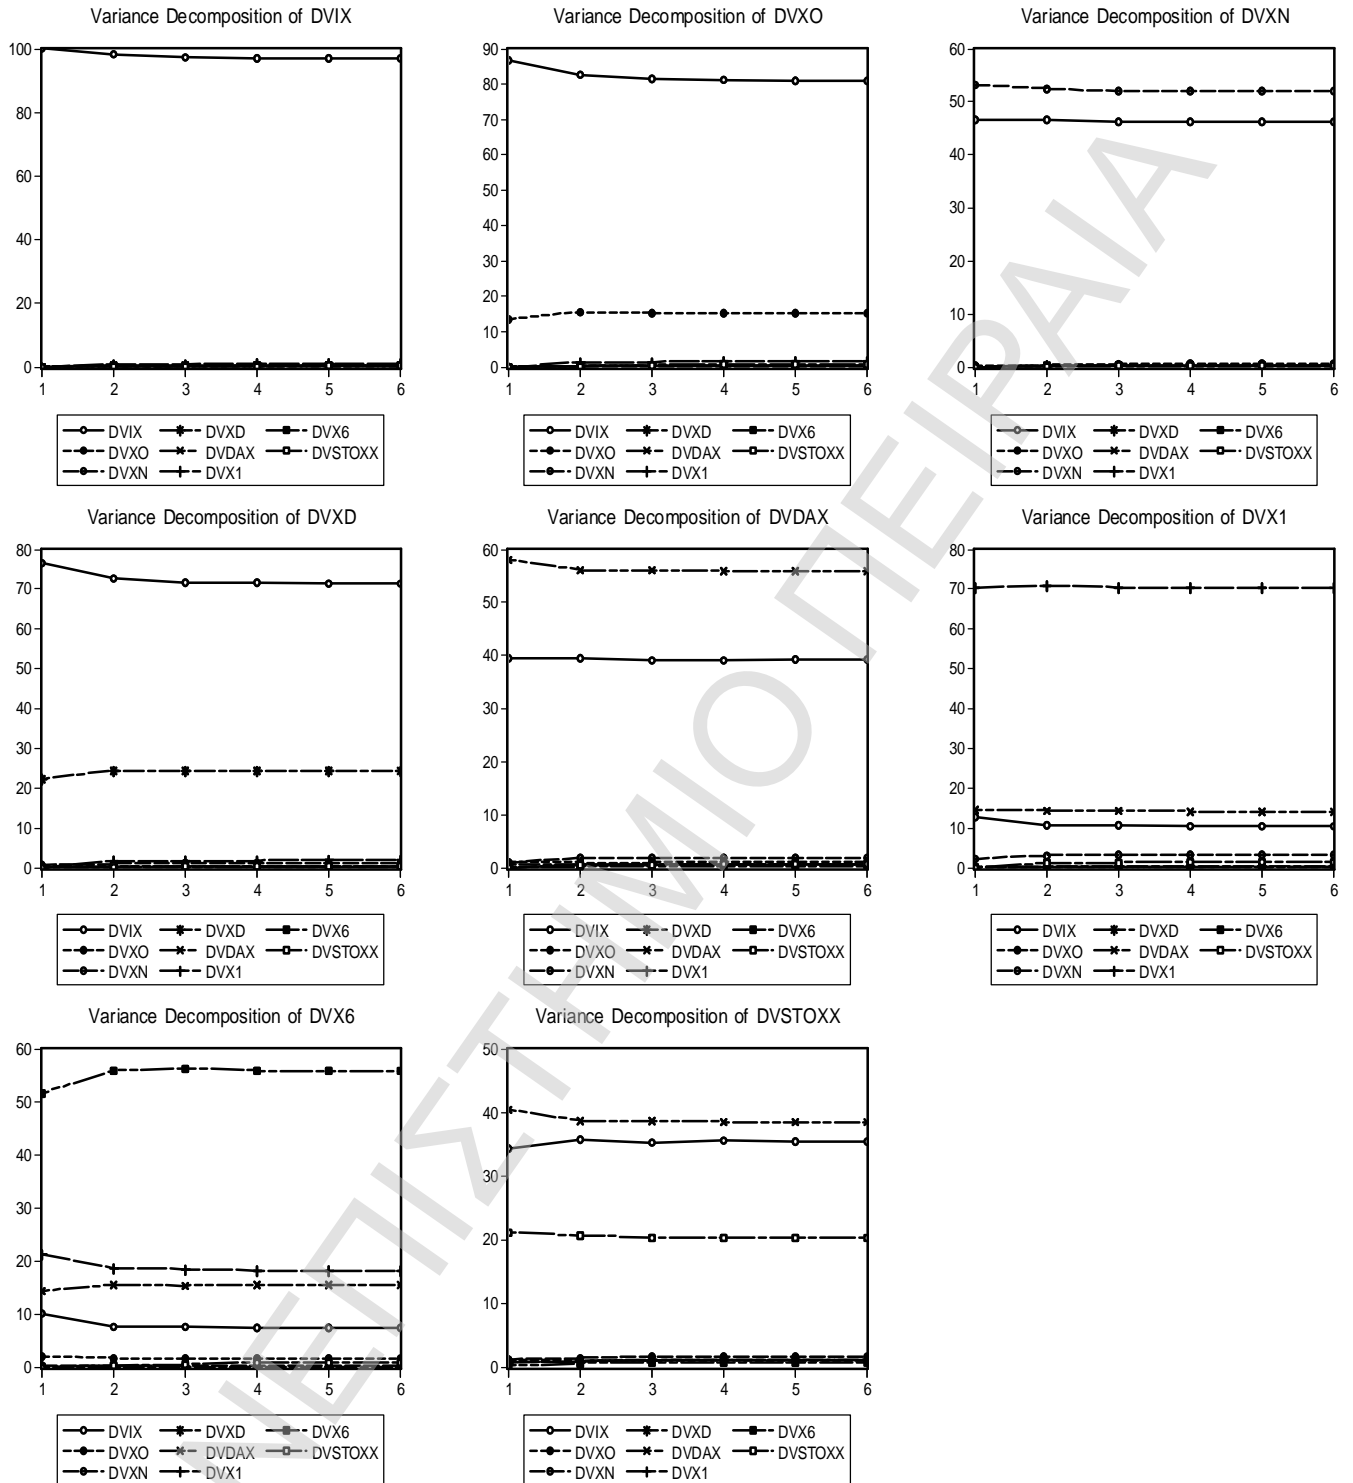 Variance Decomposition of DVIX
100
80
60
40
20
0
1 2 3 4 5 6
DVIX DVXD DVX6
DVXO DVDAX DVSTOXX
DVXN DVX1
Variance Decomposition of DVXO
90
80
70
60
50
40
30
20
10
0
1 2 3 4 5 6
DVIX DVXD DVX6
DVXO DVDAX DVSTOXX
DVXN DVX1
Variance Decomposition of DVXN
60
50
40
30
20
10
0
1 2 3 4 5 6
DVIX DVXD DVX6
DVXO DVDAX DVSTOXX
DVXN DVX1
Variance Decomposition of DVXD
80
70
60
50
40
30
20
10
0
1 2 3 4 5 6
DVIX DVXD DVX6
DVXO DVDAX DVSTOXX
DVXN DVX1
Variance Decomposition of DVDAX
60
50
40
30
20
10
0
1 2 3 4 5 6
DVIX DVXD DVX6
DVXO DVDAX DVSTOXX
DVXN DVX1
Variance Decomposition of DVX1
80
70
60
50
40
30
20
10
0
1 2 3 4 5 6
DVIX DVXD DVX6
DVXO DVDAX DVSTOXX
DVXN DVX1
Variance Decomposition of DVX6
60
50
40
30
20
10
0
1 2 3 4 5 6
DVIX DVXD DVX6
DVXO DVDAX DVSTOXX
DVXN DVX1
Variance Decomposition of DVSTOXX
50
40
30
20
10
0
1 2 3 4 5 6
DVIX DVXD DVX6
DVXO DVDAX DVSTOXX
DVXN DVX1
ΝΕΠΙΣΤΗΜΙΟ ΠΕΙΡΑΙΑ